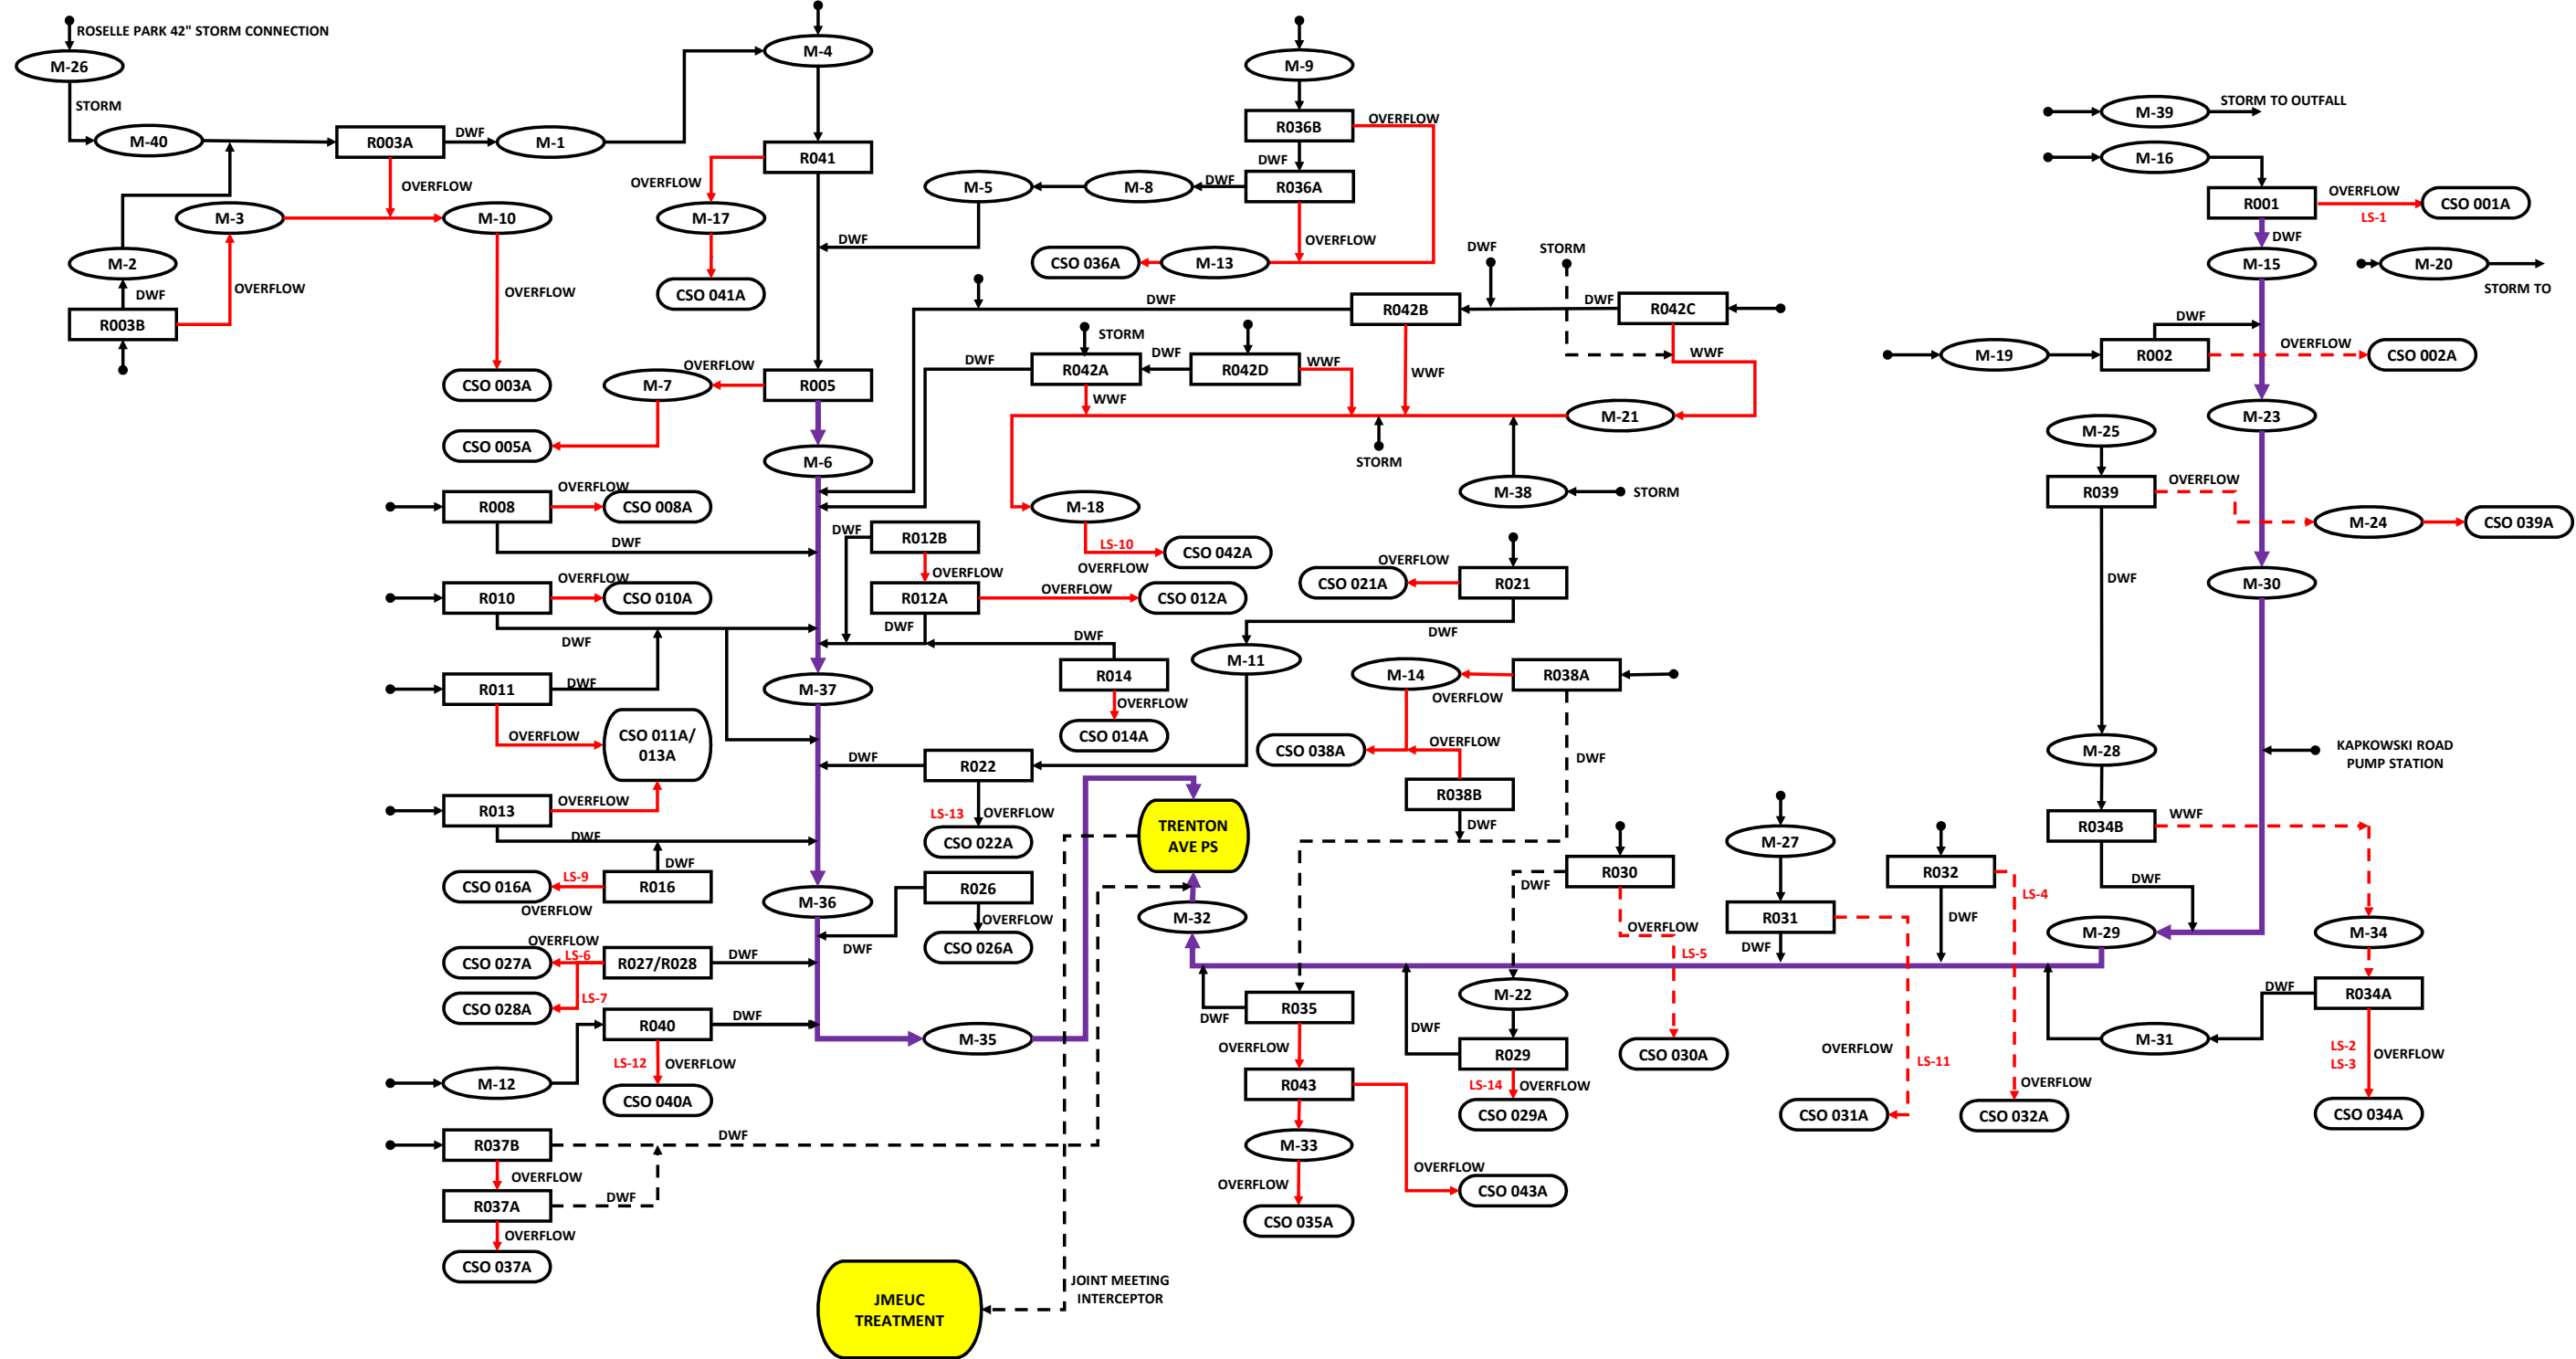 ROSELLE PARK 42" STORM CONNECTION
M-26
STORM
M-40
R003A
DWF
M-1
M-4
R041
OVERFLOW
M-17
CSO 041A
OVERFLOW
M-3
M-10
M-2
DWF
OVERFLOW
R003B
OVERFLOW
CSO 003A
M-9
R036B
OVERFLOW
DWF
R036A
DWF
M-8
M-5
DWF
OVERFLOW
M-13
CSO 036A
M-39
STORM TO OUTFALL
M-16
R001
OVERFLOW
LS-1
CSO 001A
DWF
M-15
M-20
STORM TO
DWF
STORM
DWF
R042B
DWF
R042C
STORM
WWF
R042A
DWF
R042D
DWF
WWF
WWF
WWF
M-21
STORM
M-38
STORM
M-19
R002
DWF
OVERFLOW
CSO 002A
M-23
M-25
R039
OVERFLOW
M-24
CSO 039A
M-30
DWF
OVERFLOW
M-7
R005
CSO 005A
M-6
R008
OVERFLOW
CSO 008A
DWF
M-18
LS-10
OVERFLOW
CSO 042A
DWF
R012B
OVERFLOW
R012A
OVERFLOW
CSO 012A
DWF
R010
OVERFLOW
CSO 010A
DWF
OVERFLOW
CSO 021A
R021
DWF
M-11
DWF
R014
OVERFLOW
CSO 014A
R011
DWF
M-37
OVERFLOW
CSO 011A/
013A
M-14
R038A
OVERFLOW
CSO 038A
OVERFLOW
R038B
DWF
DWF
DWF
R022
LS-13
OVERFLOW
CSO 022A
R013
OVERFLOW
DWF
DWF
CSO 016A
LS-9
R016
OVERFLOW
M-28
KAPKOWSKI ROAD
PUMP STATION
R034B
WWF
DWF
TRENTON
AVE PS
M-32
M-36
R026
OVERFLOW
DWF
CSO 026A
OVERFLOW
CSO 027A
LS-6
R027/R028
DWF
CSO 028A
LS-7
R040
DWF
M-35
LS-12
OVERFLOW
CSO 040A
M-12
R030
DWF
OVERFLOW
LS-5
M-27
R031
DWF
R032
LS-4
DWF
M-29
M-34
R034A
DWF
M-31
LS-2
LS-3
OVERFLOW
CSO 034A
R035
DWF
OVERFLOW
M-22
DWF
R029
LS-14
OVERFLOW
CSO 029A
CSO 030A
OVERFLOW
LS-11
CSO 031A
OVERFLOW
CSO 032A
R043
M-33
OVERFLOW
OVERFLOW
CSO 043A
CSO 035A
R037B
DWF
OVERFLOW
R037A
DWF
OVERFLOW
CSO 037A
JOINT MEETING
INTERCEPTOR
JMEUC
TREATMENT